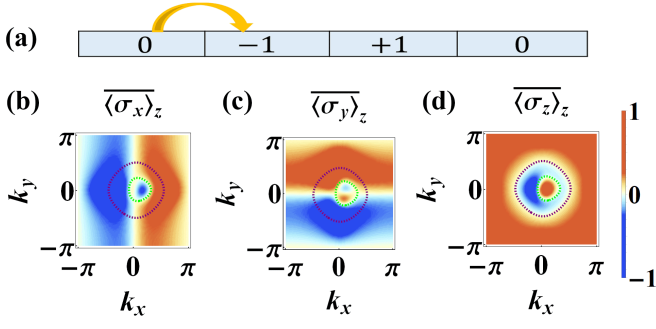 (a) 0 −1 +1 0
(b) $\overline{\langle\sigma_x\rangle}_z$ (c) $\overline{\langle\sigma_y\rangle}_z$ (d) $\overline{\langle\sigma_z\rangle}_z$
π π π 1
k_y 0 k_y 0 k_y 0 0
−π −π −π −1
−π 0 π −π 0 π −π 0 π
k_x k_x k_x